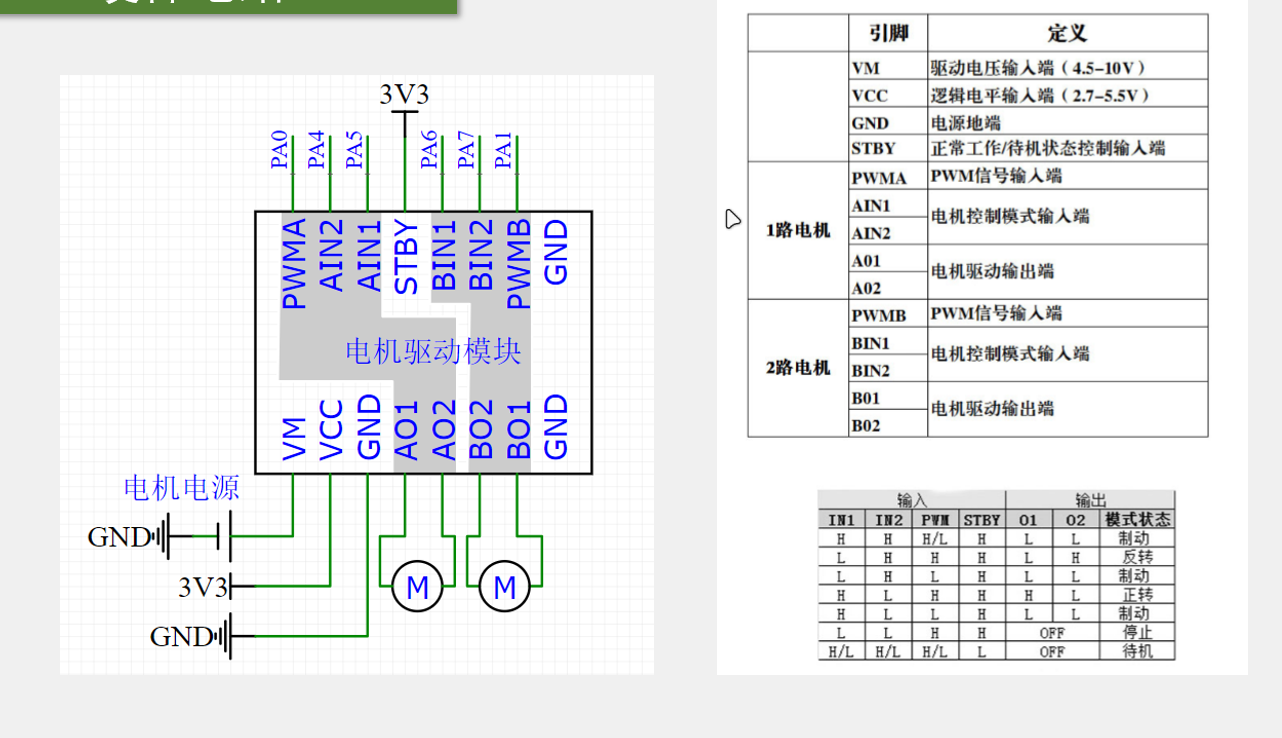 3V3
PA0
PA4
PA5
PA6
PA7
PA1
PWMA
AIN2
AIN1
STBY
BIN1
BIN2
PWMB
GND
电机驱动模块
VM
VCC
GND
AO1
AO2
BO2
BO1
GND
电机电源
GND
3V3
GND
M
M
引脚 定义
VM 驱动电压输入端（4.5-10V）
VCC 逻辑电平输入端（2.7-5.5V）
GND 电源地端
STBY 正常工作/待机状态控制输入端
1路电机
PWMA PWM信号输入端
AIN1
AIN2
电机控制模式输入端
A01
A02
电机驱动输出端
2路电机
PWMB PWM信号输入端
BIN1
BIN2
电机控制模式输入端
B01
B02
电机驱动输出端
输入 输出
IN1 IN2 PWM STBY O1 O2 模式状态
H H H/L H L L 制动
L H H H L H 反转
L H L H L L 制动
H L H H H L 正转
H L L H L L 制动
L L H H OFF 停止
H/L H/L H/L L OFF 待机